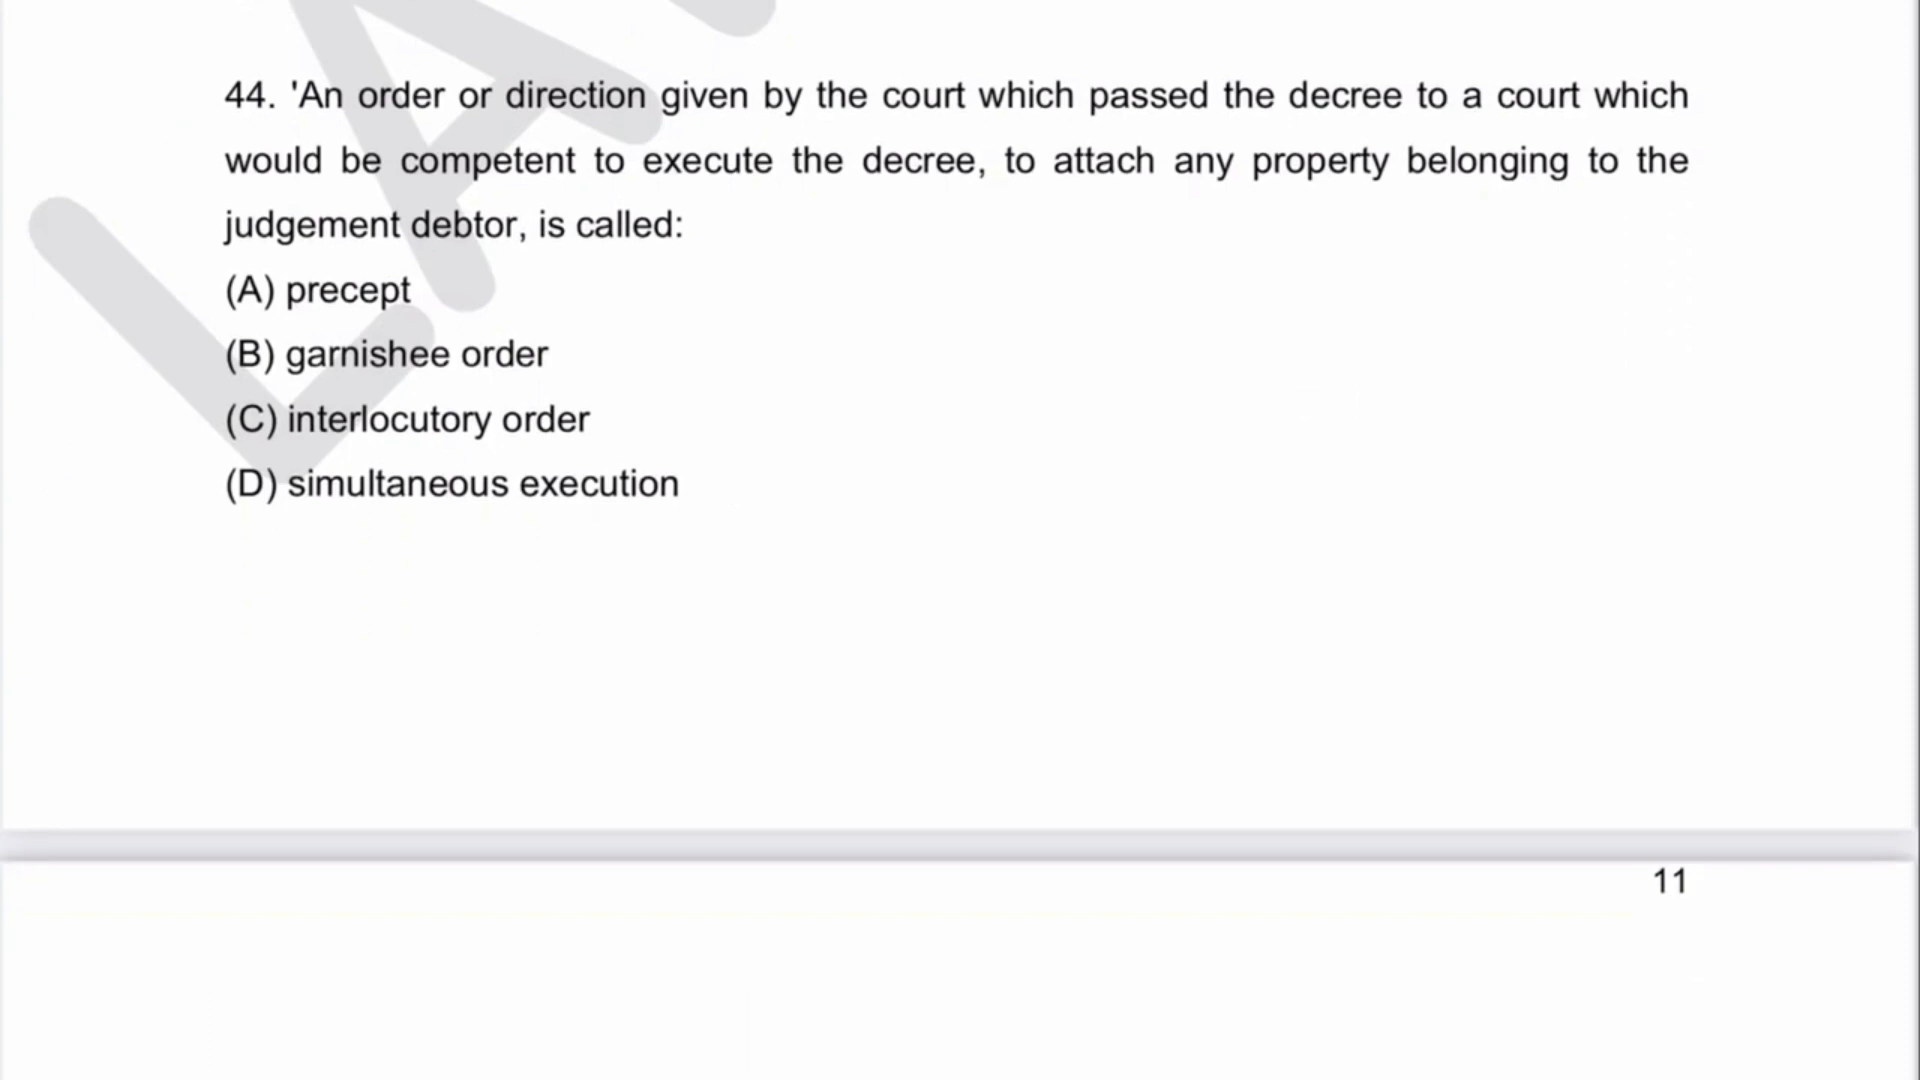 44. 'An order or direction given by the court which passed the decree to a court which
would be competent to execute the decree, to attach any property belonging to the
judgement debtor, is called:
(A) precept
(B) garnishee order
(C) interlocutory order
(D) simultaneous execution
11